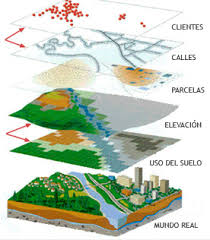 CLIENTES
CALLES
PARCELAS
ELEVACIÓN
USO DEL SUELO
MUNDO REAL